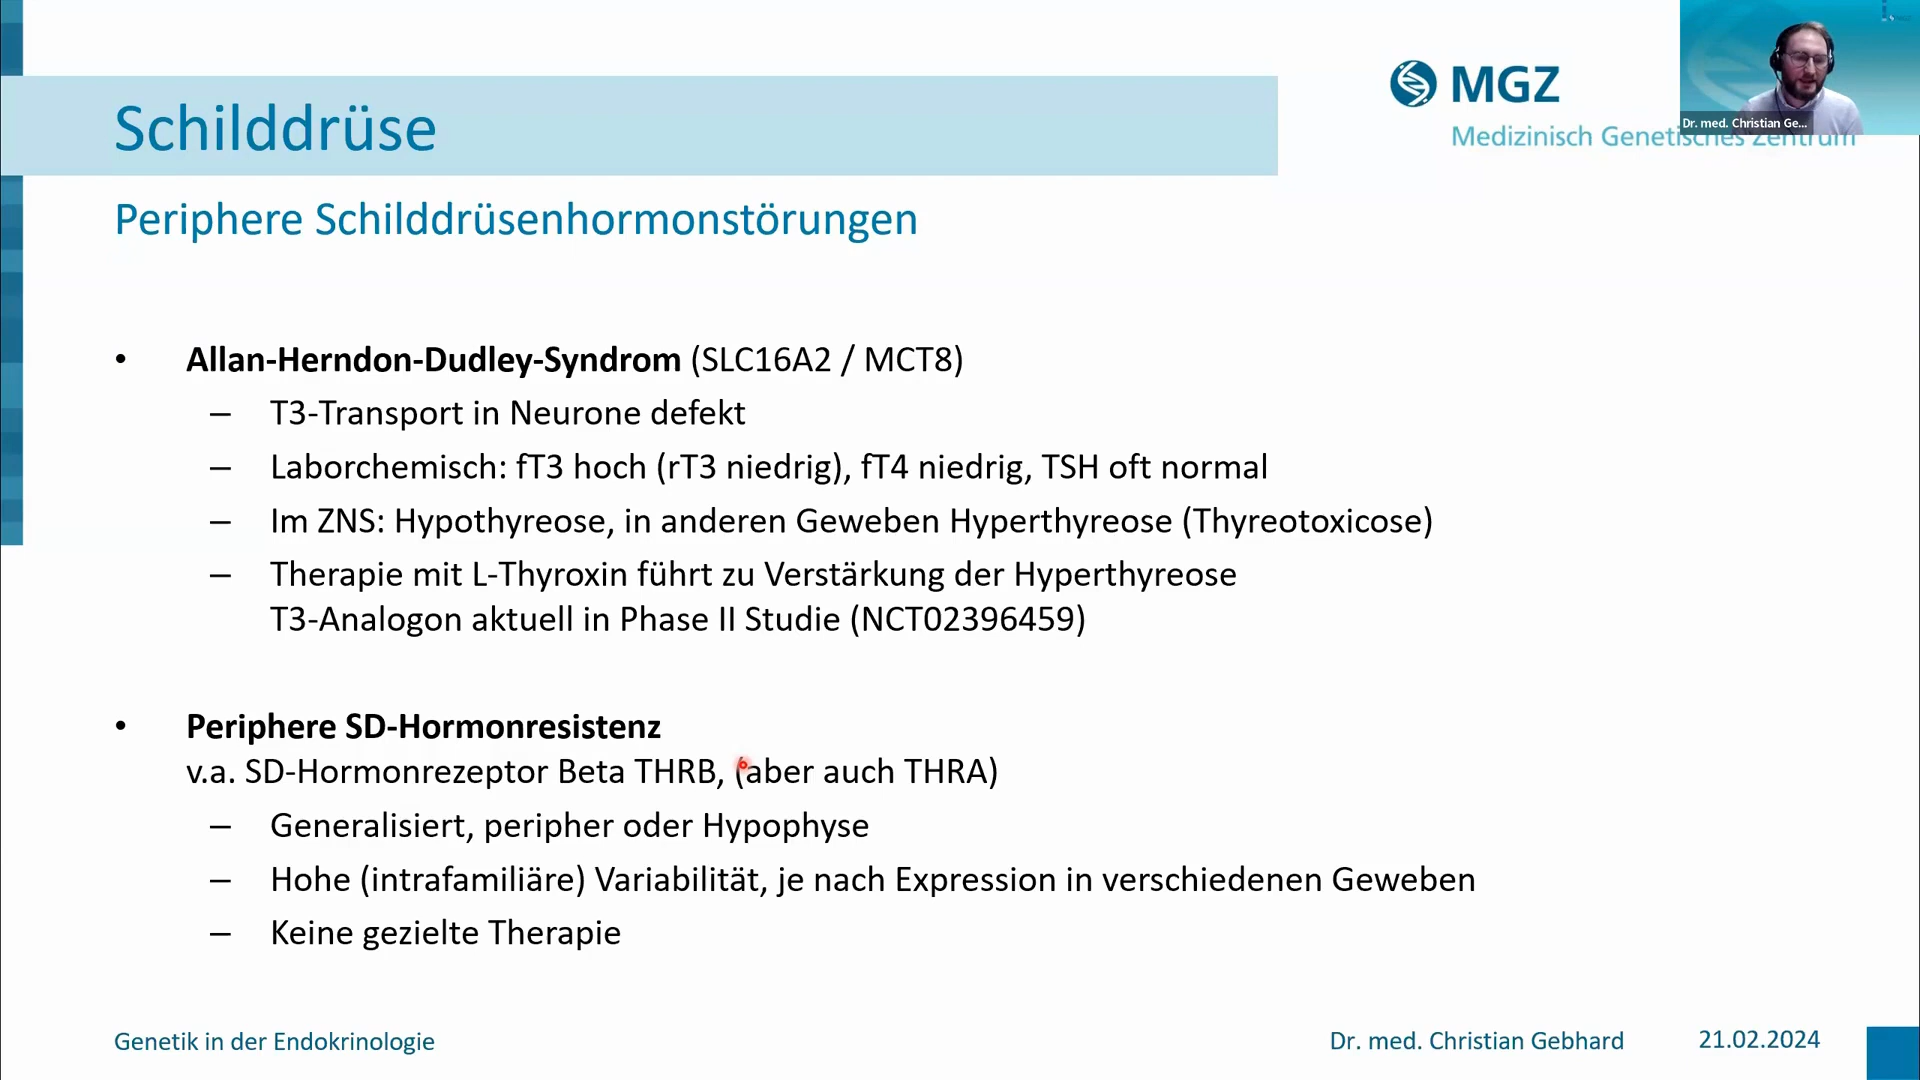 Schilddrüse
MGZ
Medizinisch Genetisches Zentrum
Dr. med. Christian Ge...
Periphere Schilddrüsenhormonstörungen
• Allan-Herndon-Dudley-Syndrom (SLC16A2 / MCT8)
– T3-Transport in Neurone defekt
– Laborchemisch: fT3 hoch (rT3 niedrig), fT4 niedrig, TSH oft normal
– Im ZNS: Hypothyreose, in anderen Geweben Hyperthyreose (Thyreotoxicose)
– Therapie mit L-Thyroxin führt zu Verstärkung der Hyperthyreose
T3-Analogon aktuell in Phase II Studie (NCT02396459)
• Periphere SD-Hormonresistenz
v.a. SD-Hormonrezeptor Beta THRB, (aber auch THRA)
– Generalisiert, peripher oder Hypophyse
– Hohe (intrafamiliäre) Variabilität, je nach Expression in verschiedenen Geweben
– Keine gezielte Therapie
Genetik in der Endokrinologie
Dr. med. Christian Gebhard
21.02.2024